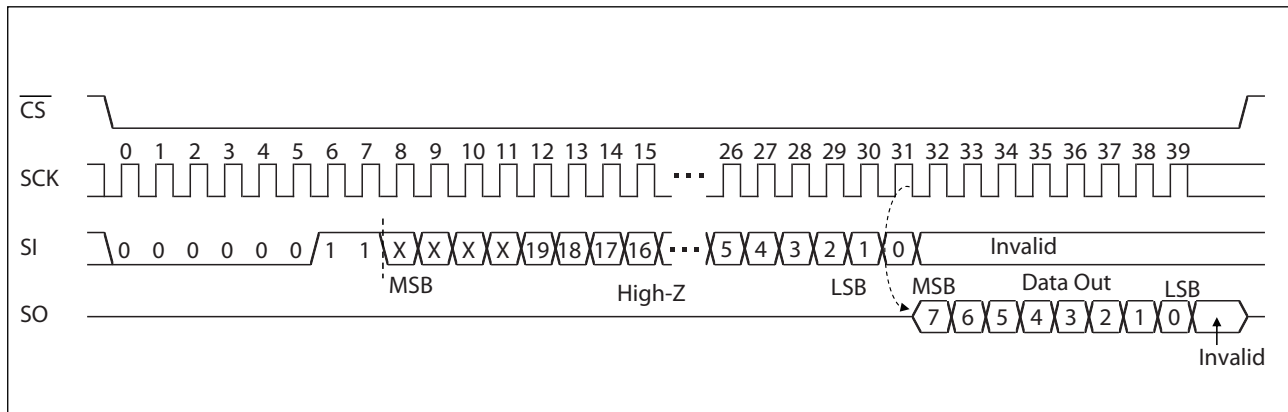 CS
0 1 2 3 4 5 6 7 8 9 10 11 12 13 14 15 26 27 28 29 30 31 32 33 34 35 36 37 38 39
SCK ...
SI 0 0 0 0 0 0 1 1 X X X X 19 18 17 16 ... 5 4 3 2 1 0 Invalid
MSB High-Z LSB MSB Data Out LSB
SO 7 6 5 4 3 2 1 0
Invalid